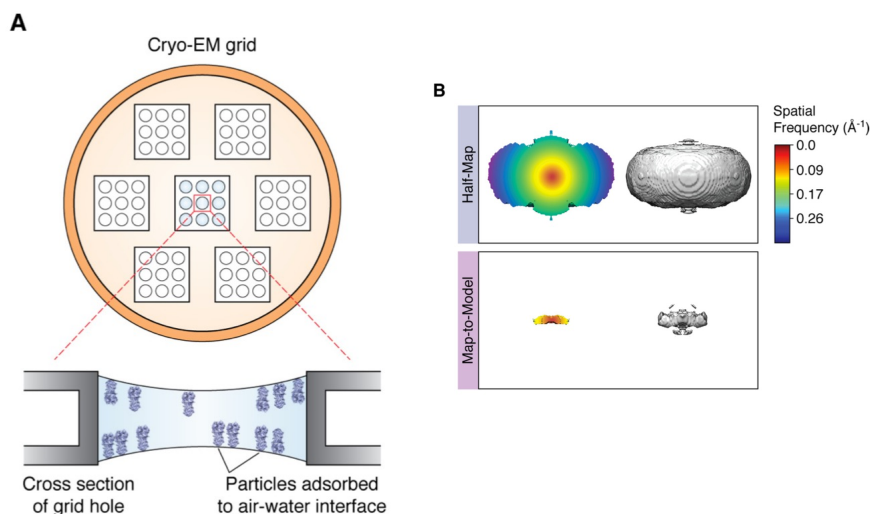 A
Cryo-EM grid
Cross section
of grid hole
Particles adsorbed
to air-water interface
B
Half-Map
Map-to-Model
Spatial
Frequency (Å⁻¹)
0.0
0.09
0.17
0.26